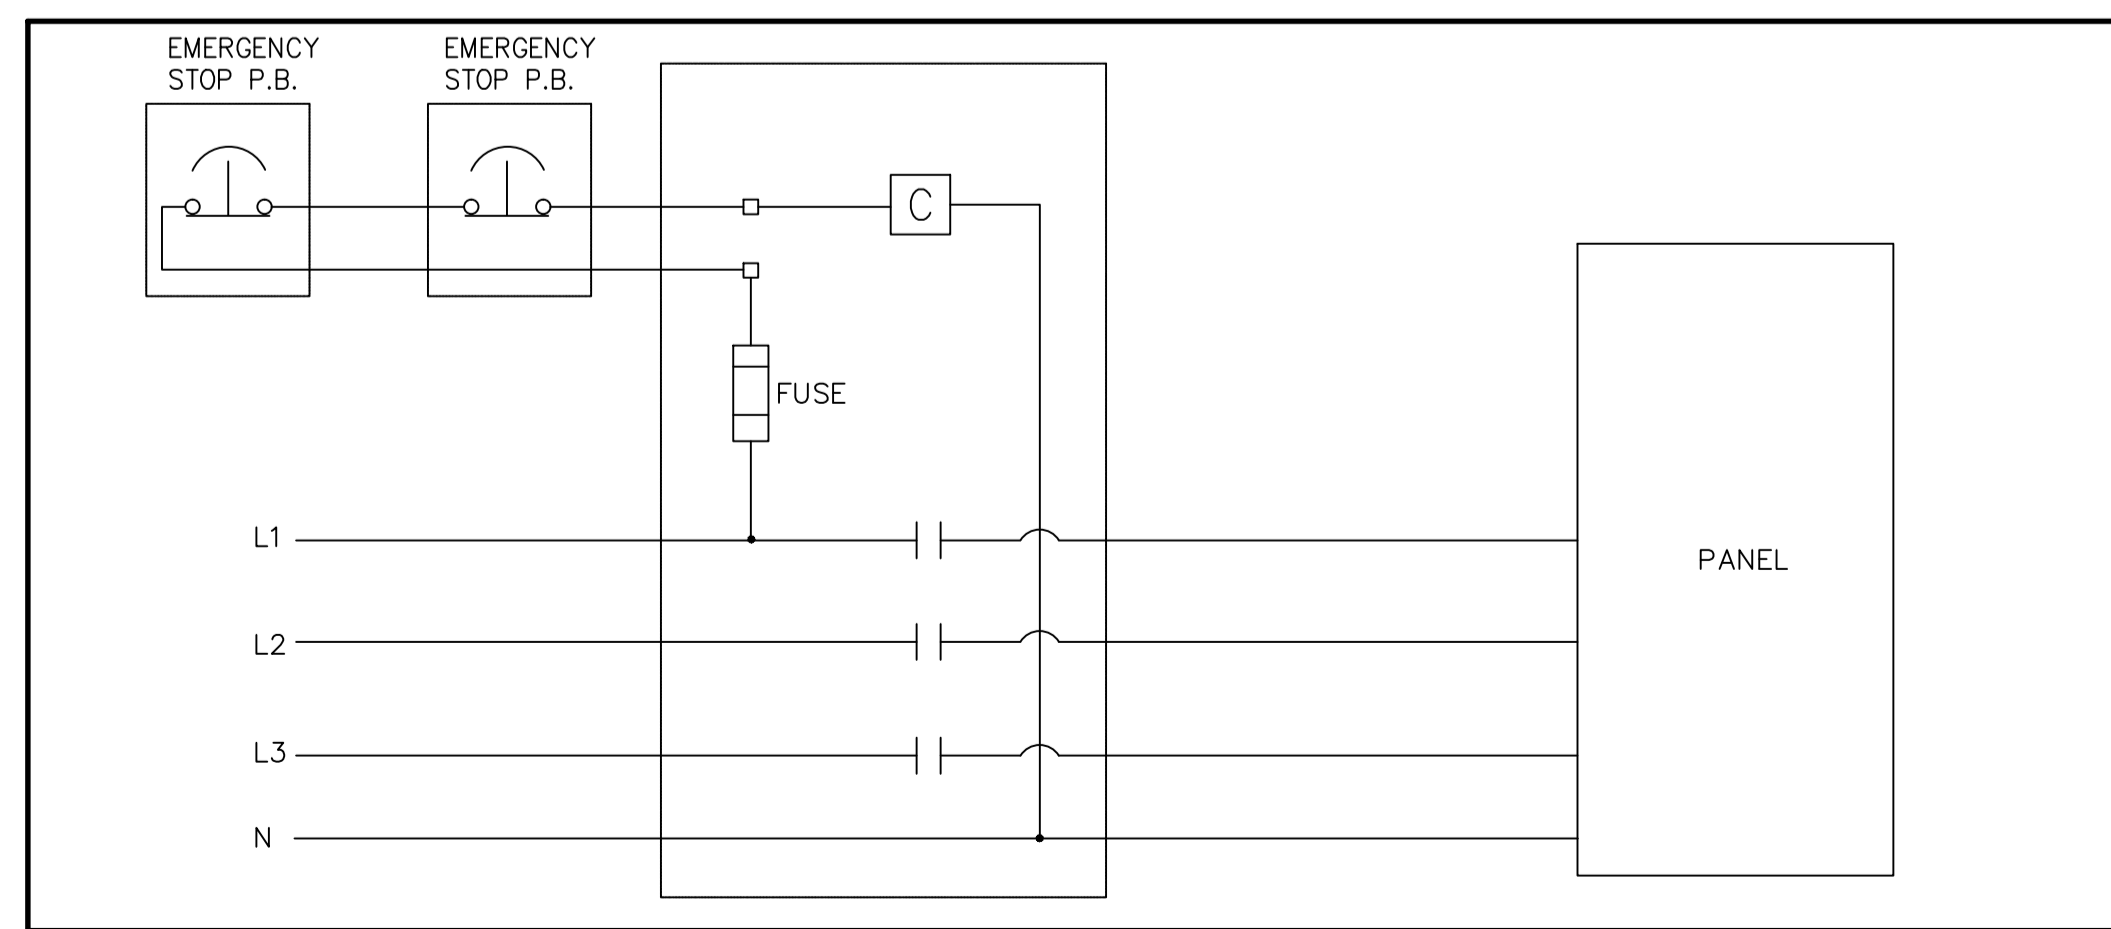 EMERGENCY
STOP P.B.
EMERGENCY
STOP P.B.
C
FUSE
L1
PANEL
L2
L3
N